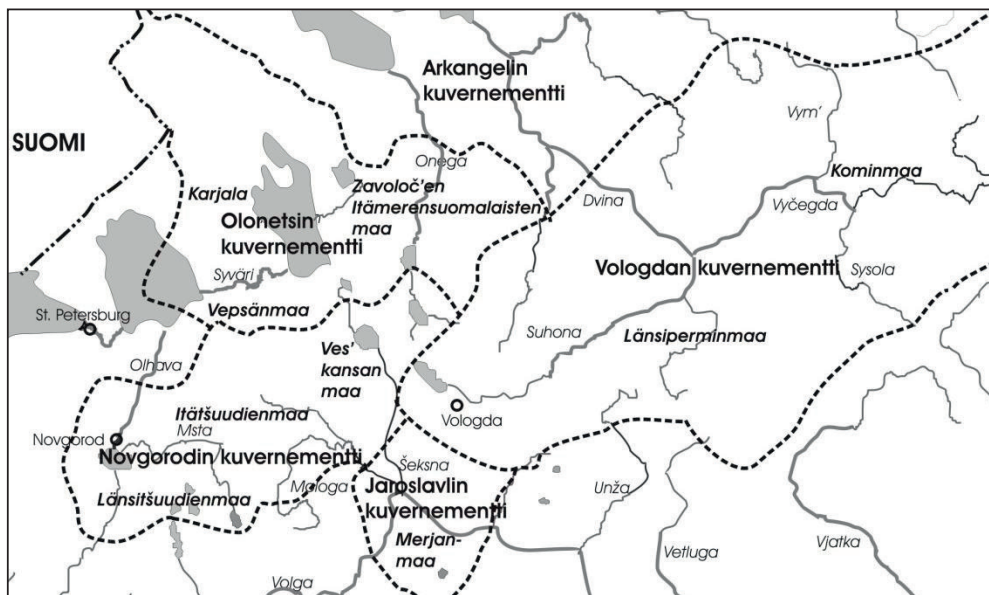 Arkangelin
kuvernementti
Vym'
SUOMI
Onega
Karjala
Zavoloč'en
Itämerensuomalaisten
maa
Kominmaa
Dvina
Vyčegda
Olonetsin
kuvernementti
Vologdan kuvernementti
Syväri
Sysola
St. Petersburg
Vepsänmaa
Suhona
Länsiperminmaa
Olhava
Ves'
kansan
maa
Itätšuudienmaa
Vologda
Msta
Novgorod
Novgorodin kuvernementti
Šeksna
Mologa
Jaroslavlin
kuvernementti
Unža
Länsitšuudienmaa
Merjan-
maa
Vetluga
Vjatka
Volga